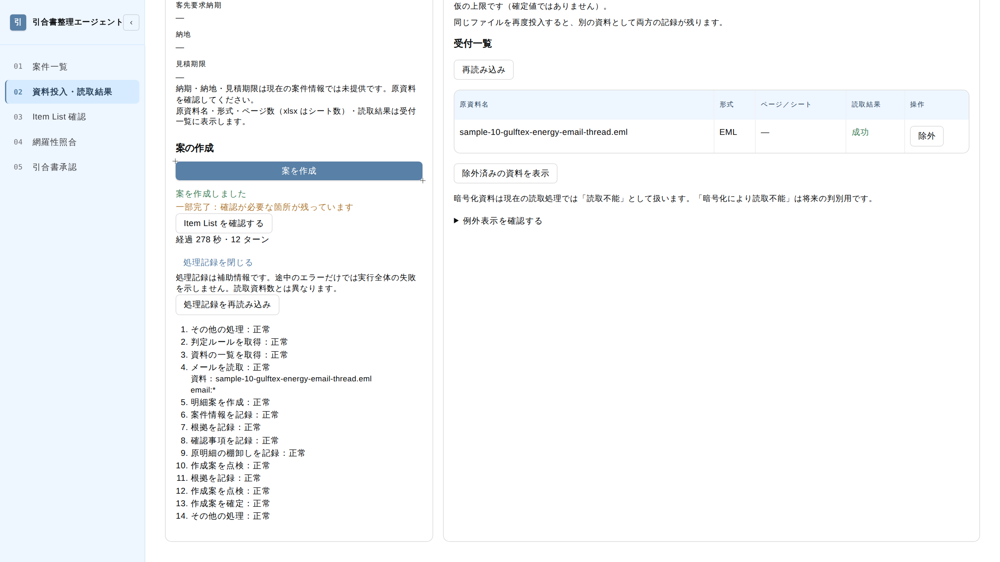 引 引合書整理エージェント ‹
01 案件一覧
02 資料投入・読取結果
03 Item List 確認
04 網羅性照合
05 引合書承認
客先要求納期
—
納地
—
見積期限
—
納期・納地・見積期限は現在の案件情報では未提供です。原資料
を確認してください。
原資料名・形式・ページ数（xlsx はシート数）・読取結果は受付
一覧に表示します。
案の作成
案を作成
案を作成しました
一部完了：確認が必要な箇所が残っています
Item List を確認する
経過 278 秒・12 ターン
処理記録を閉じる
処理記録は補助情報です。途中のエラーだけでは実行全体の失敗
を示しません。読取資料数とは異なります。
処理記録を再読み込み
1. その他の処理：正常
2. 判定ルールを取得：正常
3. 資料の一覧を取得：正常
4. メールを読取：正常
資料：sample-10-gulftex-energy-email-thread.eml
email:*
5. 明細案を作成：正常
6. 案件情報を記録：正常
7. 根拠を記録：正常
8. 確認事項を記録：正常
9. 原明細の棚卸しを記録：正常
10. 作成案を点検：正常
11. 根拠を記録：正常
12. 作成案を点検：正常
13. 作成案を確定：正常
14. その他の処理：正常
仮の上限です（確定値ではありません）。
同じファイルを再度投入すると、別の資料として両方の記録が残ります。
受付一覧
再読み込み
原資料名 形式 ページ／シート 読取結果 操作
sample-10-gulftex-energy-email-thread.eml EML — 成功 除外
除外済みの資料を表示
暗号化資料は現在の読取処理では「読取不能」として扱います。「暗号化により読取不能」は将来の判別用です。
▶ 例外表示を確認する